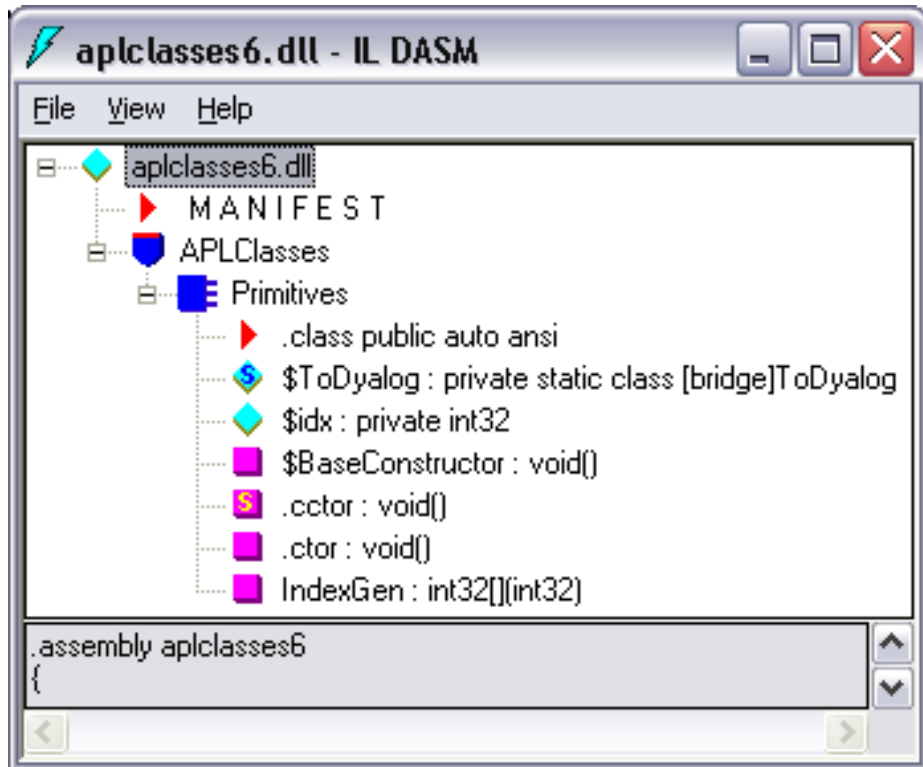 aplclasses6.dll - IL DASM
File View Help
aplclasses6.dll
M A N I F E S T
APLClasses
Primitives
.class public auto ansi
S $ToDyalog : private static class [bridge]ToDyalog
$idx : private int32
$BaseConstructor : void()
S .cctor : void()
.ctor : void()
IndexGen : int32[](int32)
.assembly aplclasses6
{